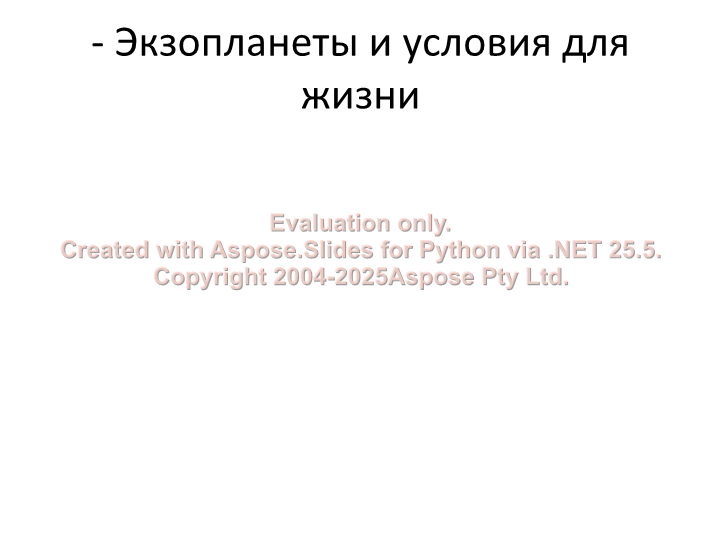 - Экзопланеты и условия для
жизни
Evaluation only.
Created with Aspose.Slides for Python via .NET 25.5.
Copyright 2004-2025Aspose Pty Ltd.